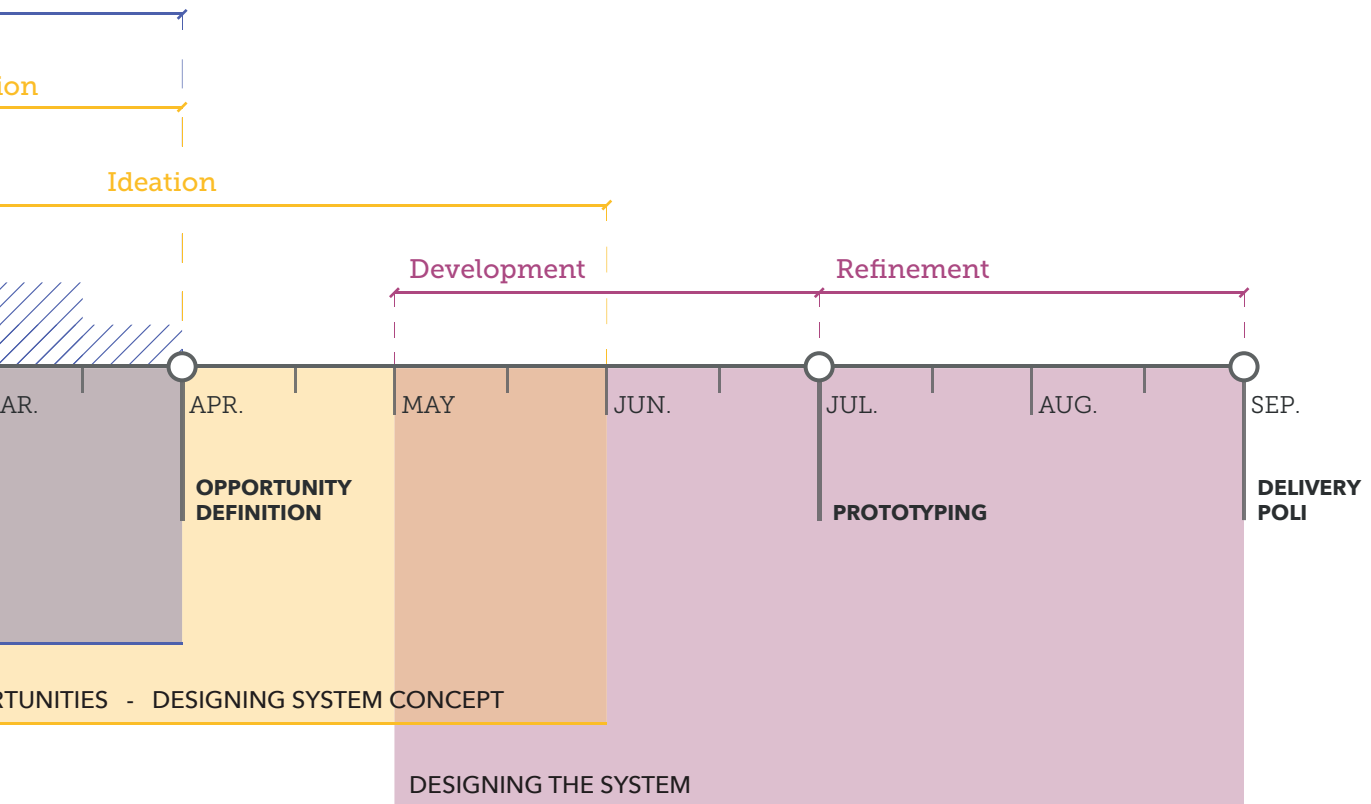 ion
Ideation
Development
Refinement
AR.
APR.
MAY
JUN.
JUL.
AUG.
SEP.
OPPORTUNITY
DEFINITION
PROTOTYPING
DELIVERY
POLI
RTUNITIES - DESIGNING SYSTEM CONCEPT
DESIGNING THE SYSTEM